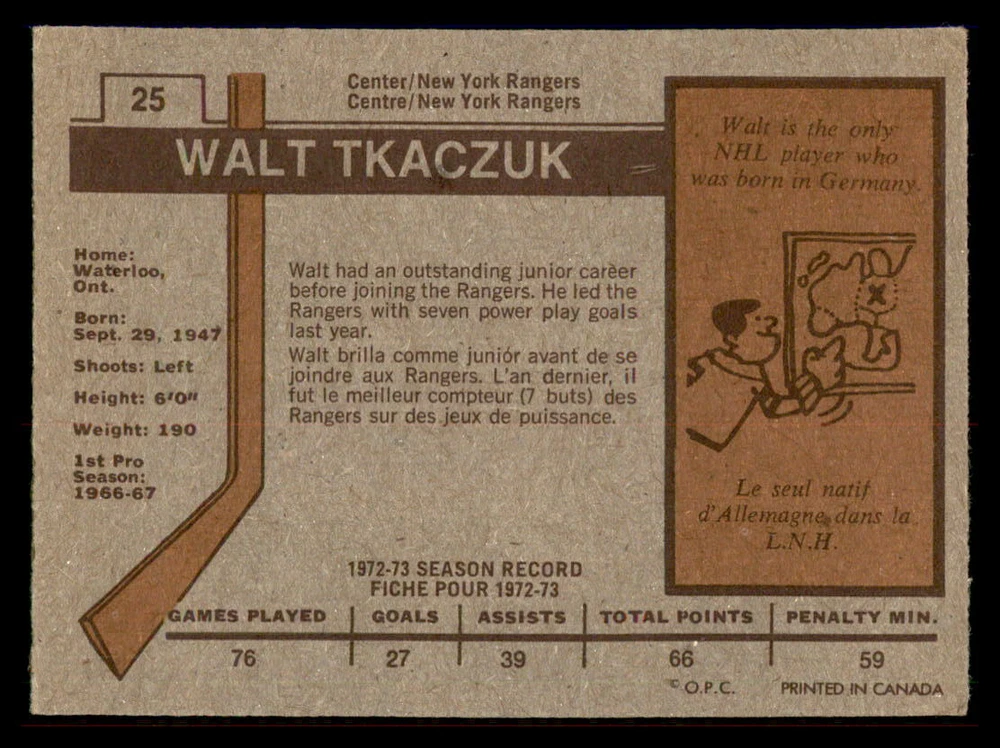 25
Center/New York Rangers
Centre/New York Rangers
WALT TKACZUK
Home:
Waterloo,
Ont.
Born:
Sept. 29, 1947
Shoots: Left
Height: 6'0"
Weight: 190
1st Pro
Season:
1966-67
Walt had an outstanding junior career
before joining the Rangers. He led the
Rangers with seven power play goals
last year.
Walt brilla comme junior avant de se
joindre aux Rangers. L'an dernier, il
fut le meilleur compteur (7 buts) des
Rangers sur des jeux de puissance.
Walt is the only
NHL player who
was born in Germany.
Le seul natif
d'Allemagne dans la
L.N.H.
1972-73 SEASON RECORD
FICHE POUR 1972-73
GAMES PLAYED GOALS ASSISTS TOTAL POINTS PENALTY MIN.
76 27 39 66 59
© O.P.C. PRINTED IN CANADA